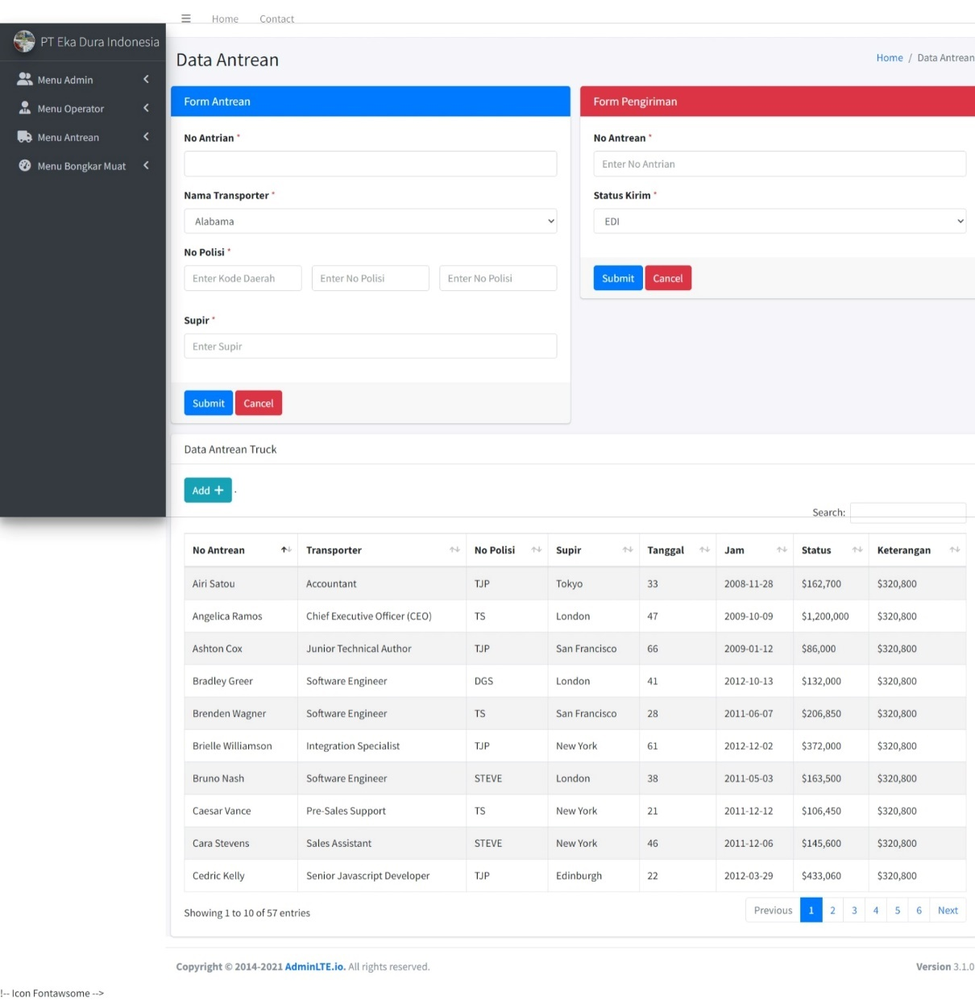 Home Contact
PT Eka Dura Indonesia
Menu Admin
Menu Operator
Menu Antrean
Menu Bongkar Muat
Data Antrean
Home / Data Antrean
Form Antrean
No Antrian *
Nama Transporter *
Alabama
No Polisi *
Enter Kode Daerah Enter No Polisi Enter No Polisi
Supir *
Enter Supir
Submit Cancel
Form Pengiriman
No Antrean *
Enter No Antrian
Status Kirim *
EDI
Submit Cancel
Data Antrean Truck
Add + .
Search:
No Antrean Transporter No Polisi Supir Tanggal Jam Status Keterangan
Airi Satou Accountant TJP Tokyo 33 2008-11-28 $162,700 $320,800
Angelica Ramos Chief Executive Officer (CEO) TS London 47 2009-10-09 $1,200,000 $320,800
Ashton Cox Junior Technical Author TJP San Francisco 66 2009-01-12 $86,000 $320,800
Bradley Greer Software Engineer DGS London 41 2012-10-13 $132,000 $320,800
Brenden Wagner Software Engineer TS San Francisco 28 2011-06-07 $206,850 $320,800
Brielle Williamson Integration Specialist TJP New York 61 2012-12-02 $372,000 $320,800
Bruno Nash Software Engineer STEVE London 38 2011-05-03 $163,500 $320,800
Caesar Vance Pre-Sales Support TS New York 21 2011-12-12 $106,450 $320,800
Cara Stevens Sales Assistant STEVE New York 46 2011-12-06 $145,600 $320,800
Cedric Kelly Senior Javascript Developer TJP Edinburgh 22 2012-03-29 $433,060 $320,800
Showing 1 to 10 of 57 entries
Previous 1 2 3 4 5 6 Next
Copyright © 2014-2021 AdminLTE.io. All rights reserved.
Version 3.1.0
!-- Icon Fontawsome -->